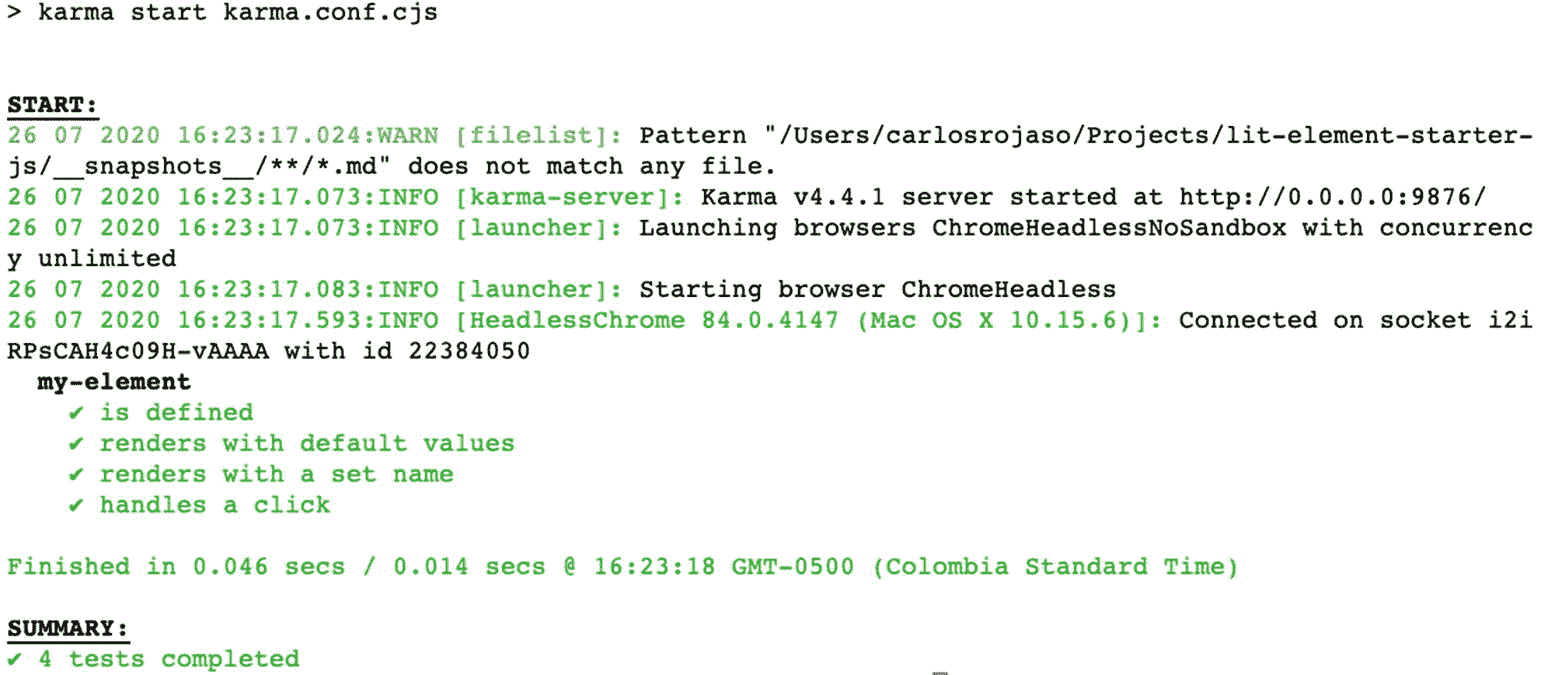 > karma start karma.conf.cjs
START:
26 07 2020 16:23:17.024:WARN [filelist]: Pattern "/Users/carlosrojaso/Projects/lit-element-starter-
js/__snapshots__/**/*.md" does not match any file.
26 07 2020 16:23:17.073:INFO [karma-server]: Karma v4.4.1 server started at http://0.0.0.0:9876/
26 07 2020 16:23:17.073:INFO [launcher]: Launching browsers ChromeHeadlessNoSandbox with concurrenc
y unlimited
26 07 2020 16:23:17.083:INFO [launcher]: Starting browser ChromeHeadless
26 07 2020 16:23:17.593:INFO [HeadlessChrome 84.0.4147 (Mac OS X 10.15.6)]: Connected on socket i2i
RPsCAH4c09H-vAAAA with id 22384050
my-element
✔ is defined
✔ renders with default values
✔ renders with a set name
✔ handles a click
Finished in 0.046 secs / 0.014 secs @ 16:23:18 GMT-0500 (Colombia Standard Time)
SUMMARY:
✔ 4 tests completed